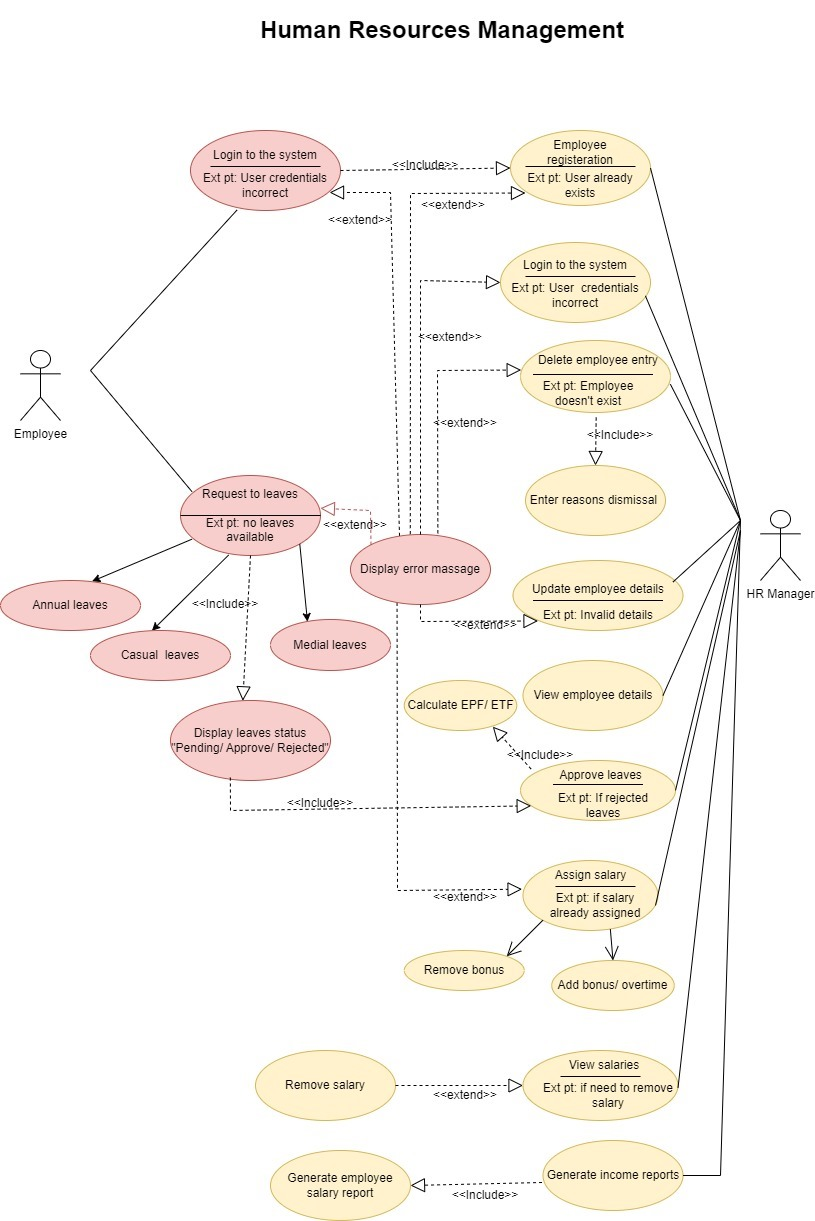 Human Resources Management
Login to the system
Ext pt: User credentials
incorrect
<<Include>>
Employee
registeration
Ext pt: User already
exists
<<extend>>
<<extend>>
Login to the system
Ext pt: User  credentials
incorrect
<<extend>>
Delete employee entry
Ext pt: Employee
doesn't exist
<<extend>>
<<Include>>
Employee
Request to leaves
Ext pt: no leaves
available
<<extend>>
Enter reasons dismissal
Display error massage
Update employee details
Ext pt: Invalid details
<<extend>>
HR Manager
Annual leaves
<<Include>>
Casual  leaves
Medial leaves
View employee details
Calculate EPF/ ETF
Display leaves status
"Pending/ Approve/ Rejected"
<<Include>>
Approve leaves
Ext pt: If rejected
leaves
<<Include>>
Assign salary
Ext pt: if salary
already assigned
<<extend>>
Remove bonus
Add bonus/ overtime
Remove salary
<<extend>>
View salaries
Ext pt: if need to remove
salary
Generate employee
salary report
<<Include>>
Generate income reports